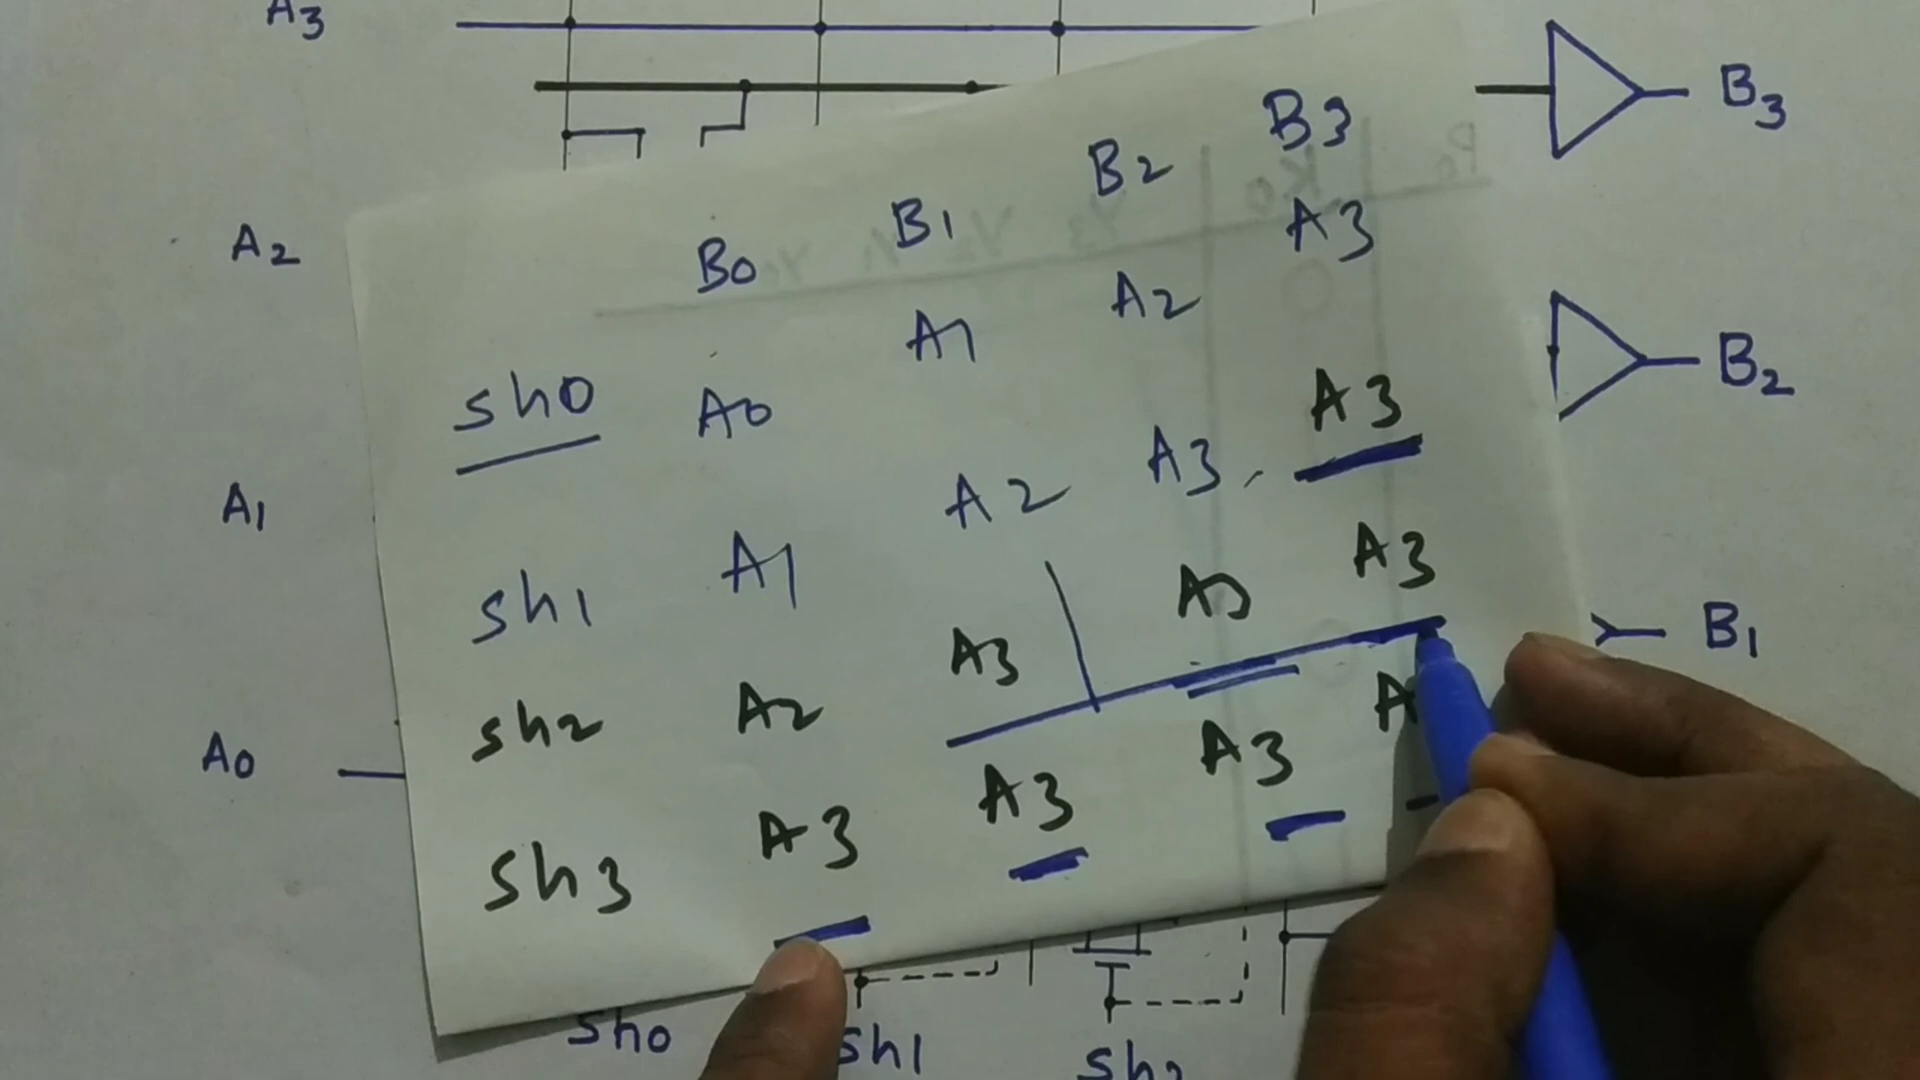 A3
B3
B0 B1 B2 B3
sh0 A0 A1 A2 A3
sh1 A1 A2 A3 A3
sh2 A2 A3 A3 A3
sh3 A3 A3 A3 A
A2
B2
A1
B1
A0
sh0 sh1 sh2